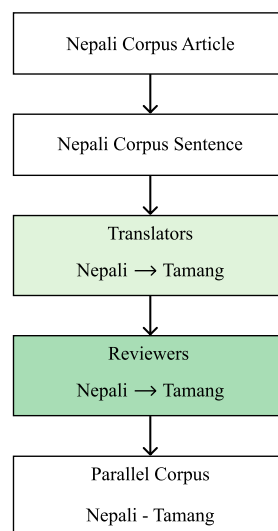 Nepali Corpus Article
Nepali Corpus Sentence
Translators
Nepali → Tamang
Reviewers
Nepali → Tamang
Parallel Corpus
Nepali - Tamang